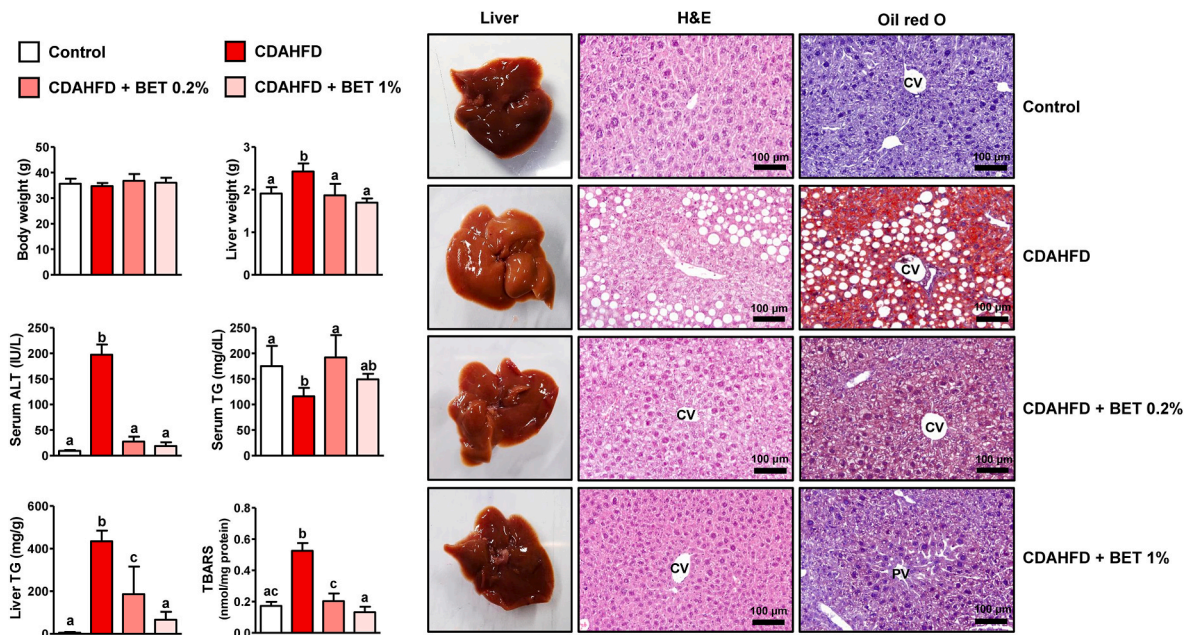 Control
CDAHFD
CDAHFD + BET 0.2%
CDAHFD + BET 1%
Body weight (g)
50
40
30
20
10
0
Liver weight (g)
3
2
1
0
a
b
a
a
Serum ALT (IU/L)
250
200
150
100
50
0
a
b
a
a
Serum TG (mg/dL)
250
200
150
100
50
0
a
b
a
ab
Liver TG (mg/g)
600
400
200
0
a
b
c
a
TBARS
(nmol/mg protein)
0.8
0.6
0.4
0.2
0.0
ac
b
c
a
Liver
H&E
Oil red O
100 µm
CV
100 µm
Control
100 µm
CV
100 µm
CDAHFD
CV
100 µm
CV
100 µm
CDAHFD + BET 0.2%
CV
100 µm
PV
100 µm
CDAHFD + BET 1%